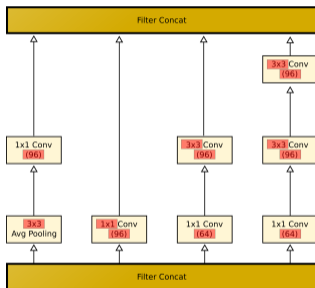 Filter Concat
3x3 Conv
(96)
1x1 Conv
(96)
3x3 Conv
(96)
3x3 Conv
(96)
3x3
Avg Pooling
1x1 Conv
(96)
1x1 Conv
(64)
1x1 Conv
(64)
Filter Concat